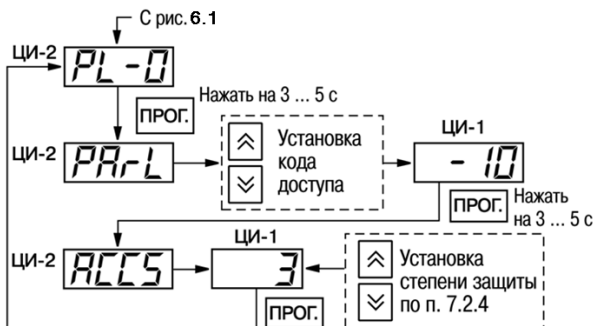 С рис. 6.1
ЦИ-2 PL-0
ПРОГ. Нажать на 3 ... 5 с
ЦИ-2 PArL
Установка
кода
доступа
ЦИ-1
- 10
ПРОГ. Нажать
на 3 ... 5 с
ЦИ-2 ACCS
ЦИ-1
3
Установка
степени защиты
по п. 7.2.4
ПРОГ.